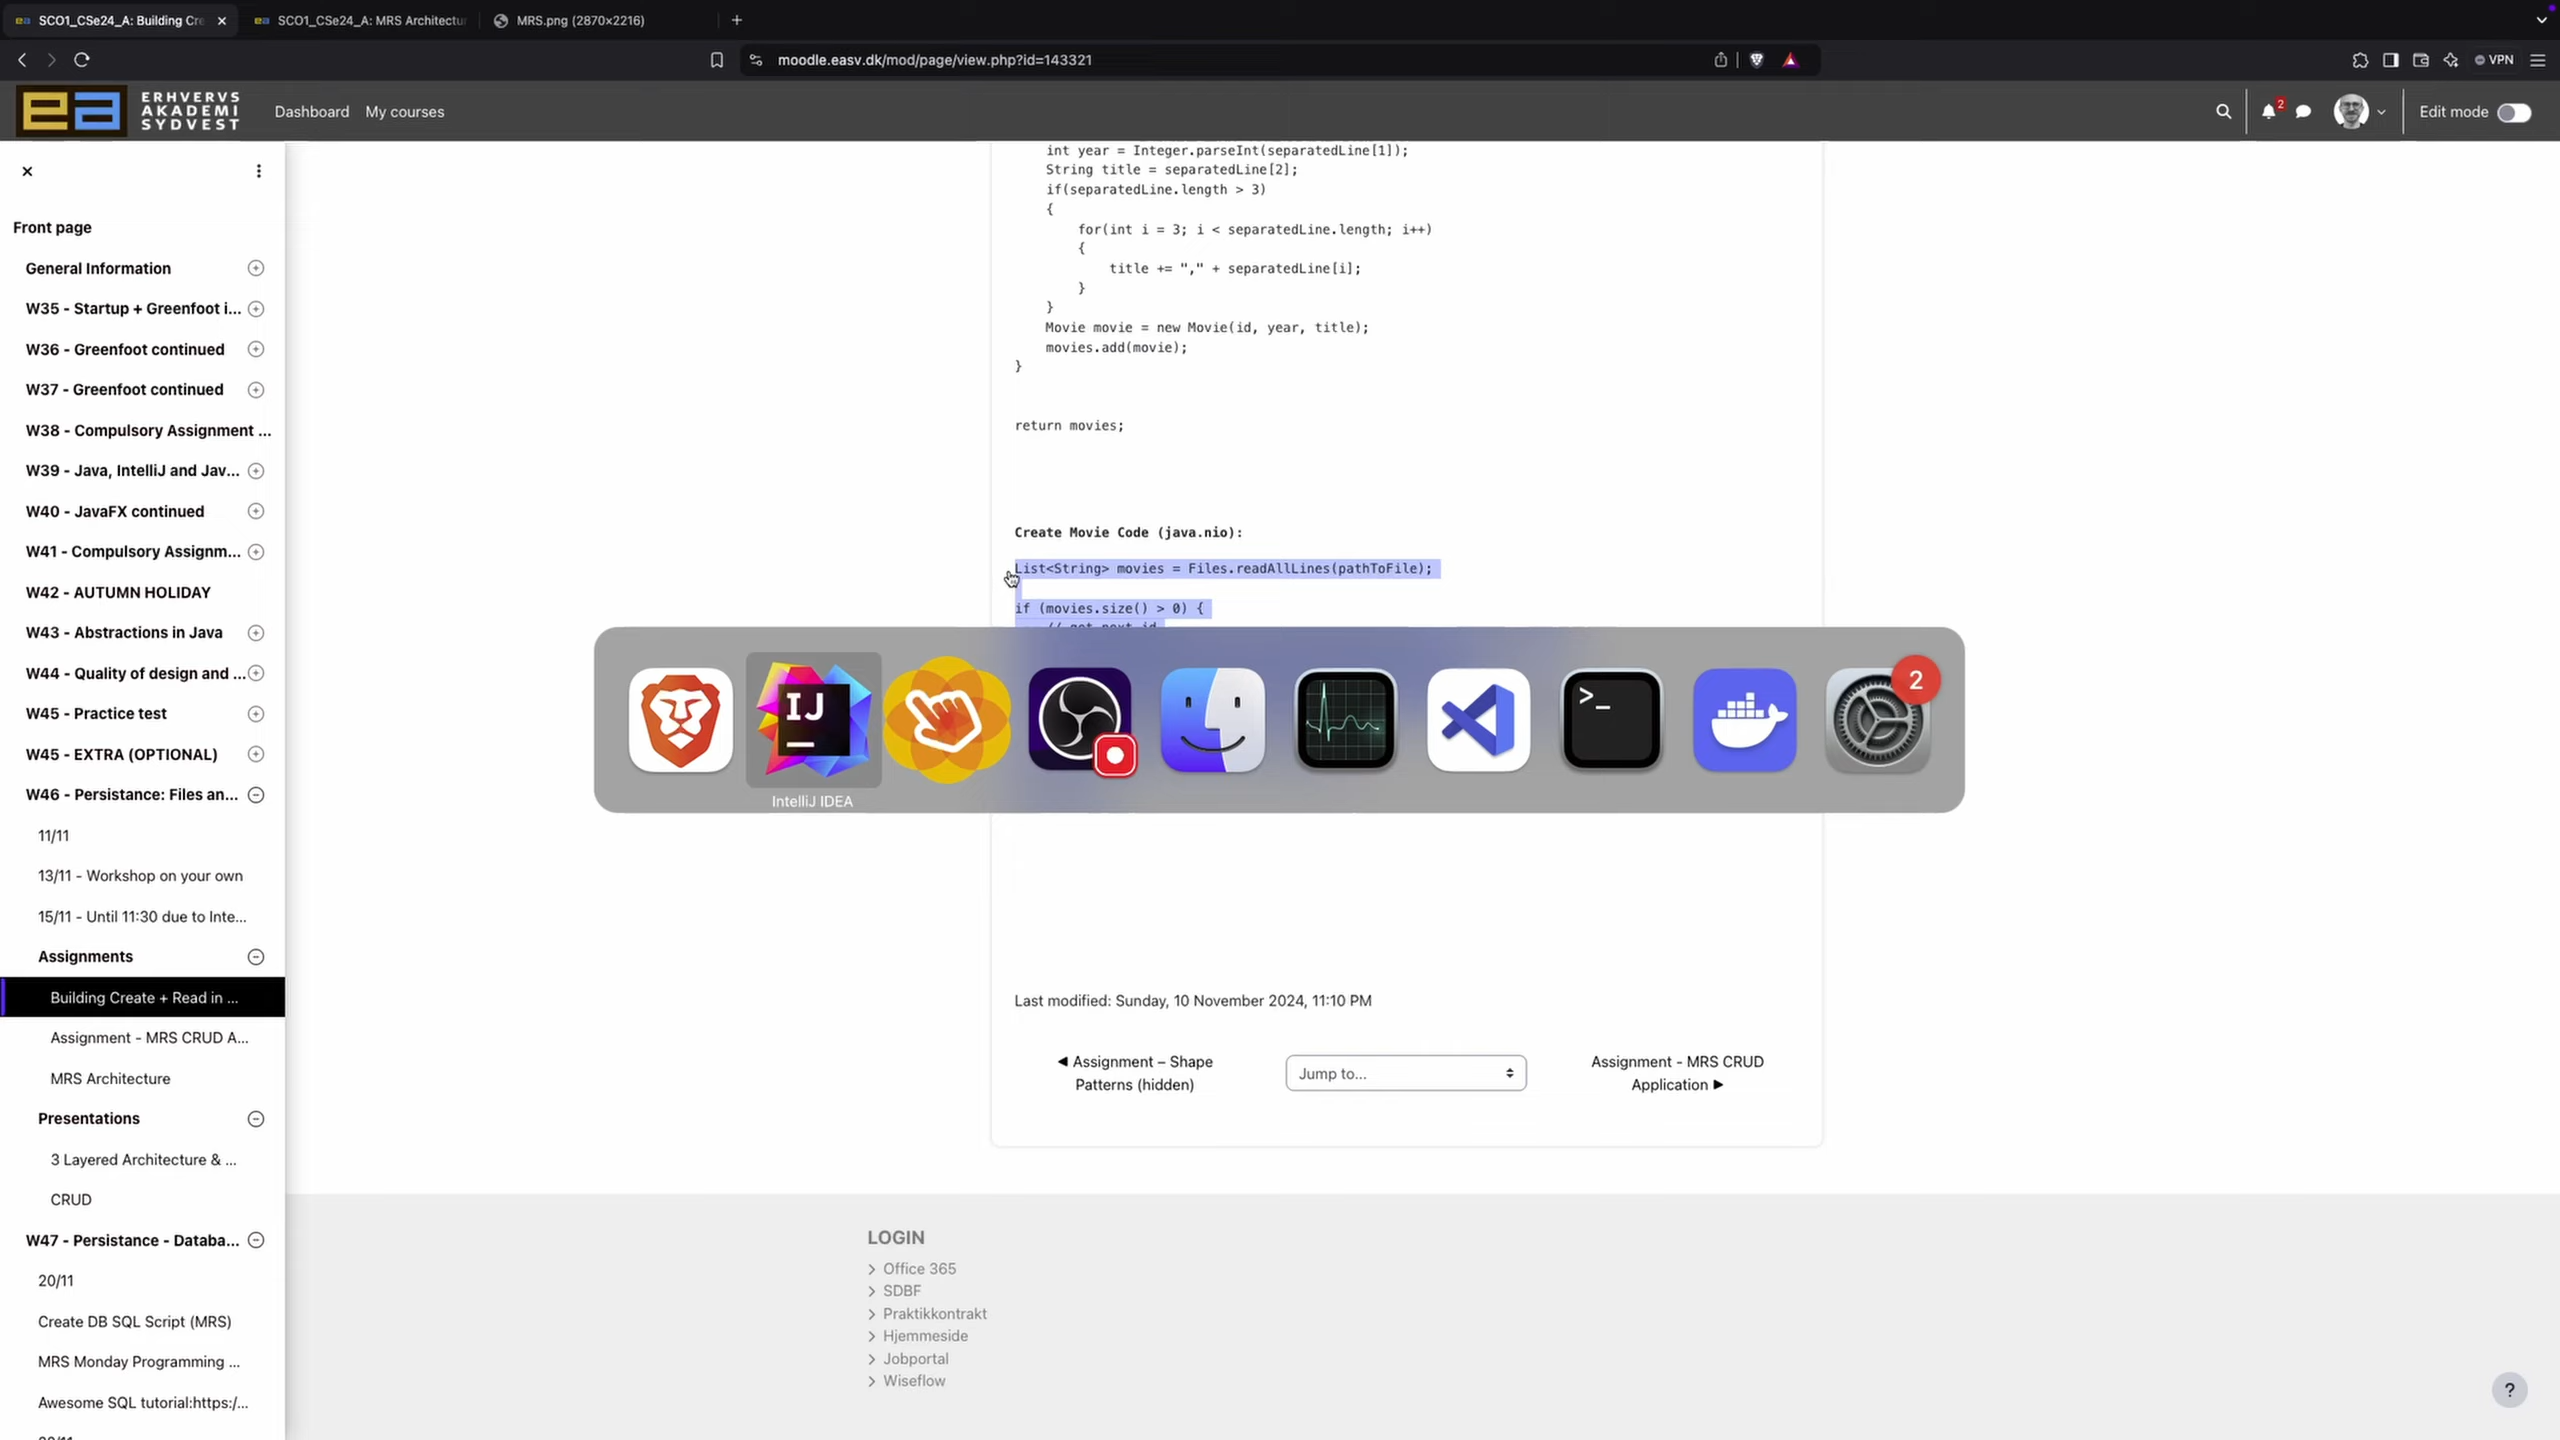 SCO1_CSe24_A: Building Cre
SCO1_CSe24_A: MRS Architectur
MRS.png (2870×2216)
moodle.easv.dk/mod/page/view.php?id=143321
VPN
ea
ERHVERVS
AKADEMI
SYDVEST
Dashboard
My courses
2
Edit mode
Front page
General Information
W35 - Startup + Greenfoot i...
W36 - Greenfoot continued
W37 - Greenfoot continued
W38 - Compulsory Assignment ...
W39 - Java, IntelliJ and Jav...
W40 - JavaFX continued
W41 - Compulsory Assignm...
W42 - AUTUMN HOLIDAY
W43 - Abstractions in Java
W44 - Quality of design and ...
W45 - Practice test
W45 - EXTRA (OPTIONAL)
W46 - Persistance: Files an...
11/11
13/11 - Workshop on your own
15/11 - Until 11:30 due to Inte...
Assignments
Building Create + Read in ...
Assignment - MRS CRUD A...
MRS Architecture
Presentations
3 Layered Architecture & ...
CRUD
W47 - Persistance - Databa...
20/11
Create DB SQL Script (MRS)
MRS Monday Programming ...
Awesome SQL tutorial:https:/...
int year = Integer.parseInt(separatedLine[1]);
String title = separatedLine[2];
if(separatedLine.length > 3)
{
for(int i = 3; i < separatedLine.length; i++)
{
title += "," + separatedLine[i];
}
}
Movie movie = new Movie(id, year, title);
movies.add(movie);
}
return movies;
Create Movie Code (java.nio):
List<String> movies = Files.readAllLines(pathToFile);
if (movies.size() > 0) {
// get next id
IJ
>_
2
IntelliJ IDEA
Last modified: Sunday, 10 November 2024, 11:10 PM
◄ Assignment – Shape
Patterns (hidden)
Jump to...
Assignment - MRS CRUD
Application ►
LOGIN
Office 365
SDBF
Praktikkontrakt
Hjemmeside
Jobportal
Wiseflow
?